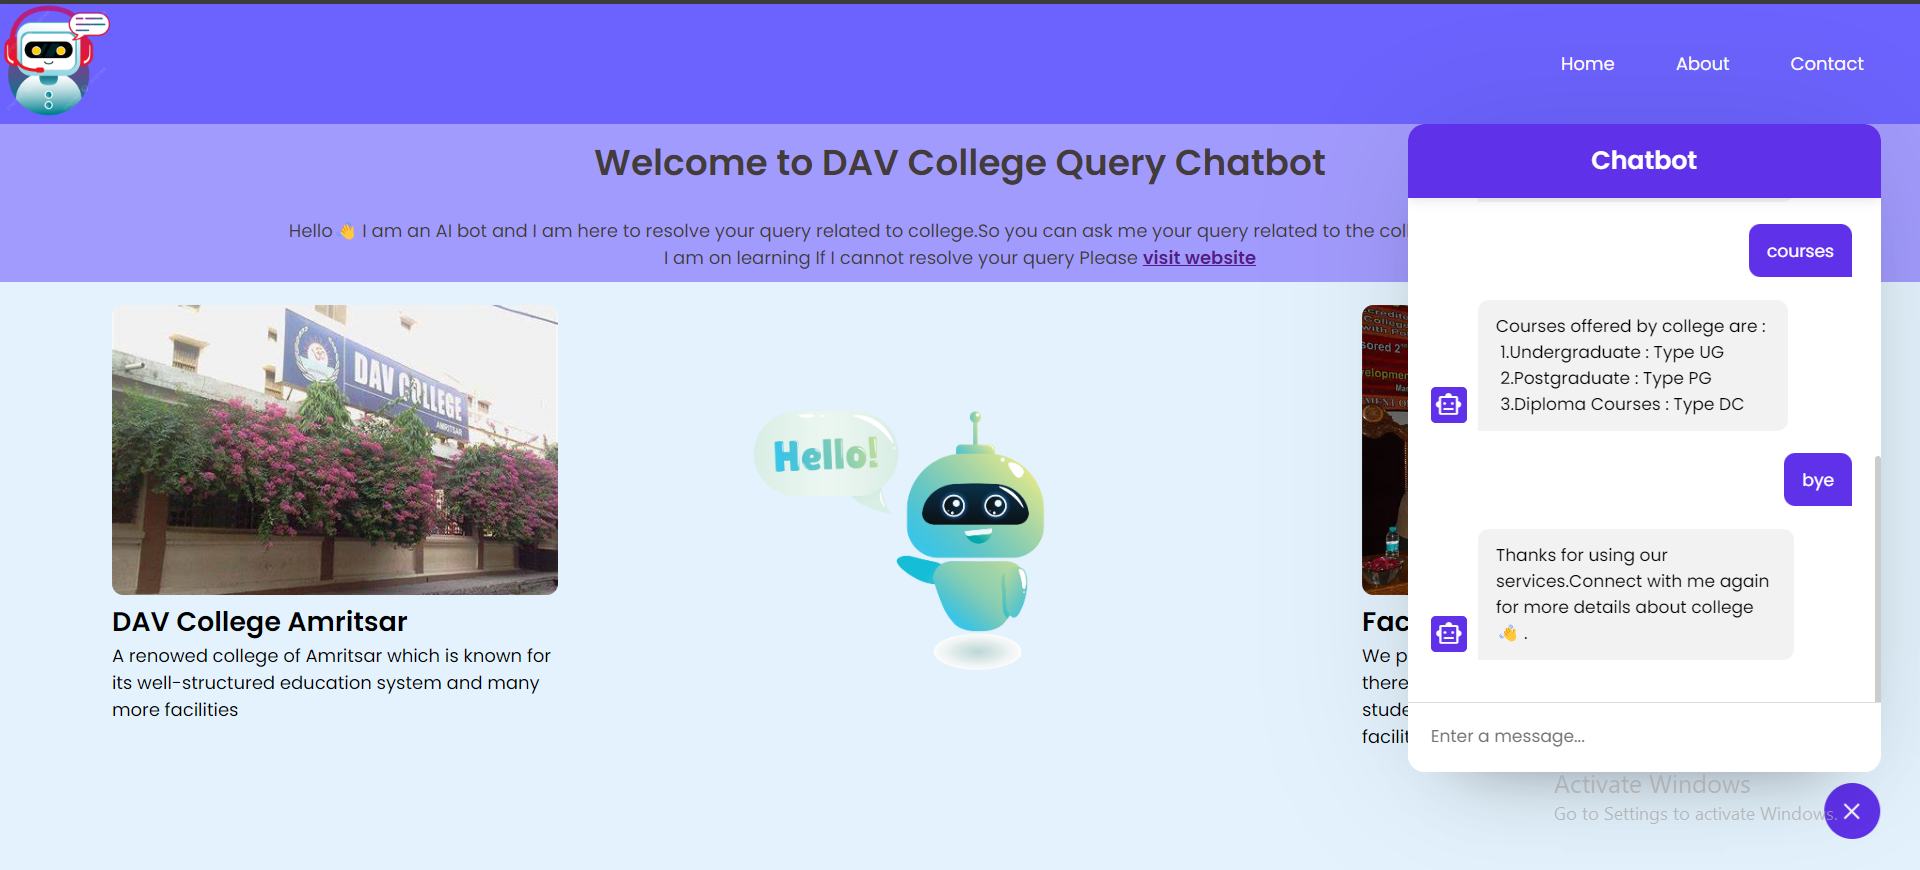 Home About Contact
Welcome to DAV College Query Chatbot
Hello 👋 I am an AI bot and I am here to resolve your query related to college.So you can ask me your query related to the col
I am on learning If I cannot resolve your query Please visit website
DAV COLLEGE
AMRITSAR
DAV College Amritsar
A renowed college of Amritsar which is known for
its well-structured education system and many
more facilities
Hello!
sored 2
velopmen
Fac
We p
there
stude
facilit
Chatbot
courses
Courses offered by college are :
1.Undergraduate : Type UG
2.Postgraduate : Type PG
3.Diploma Courses : Type DC
bye
Thanks for using our
services.Connect with me again
for more details about college
👋 .
Enter a message...
Activate Windows
Go to Settings to activate Windows.